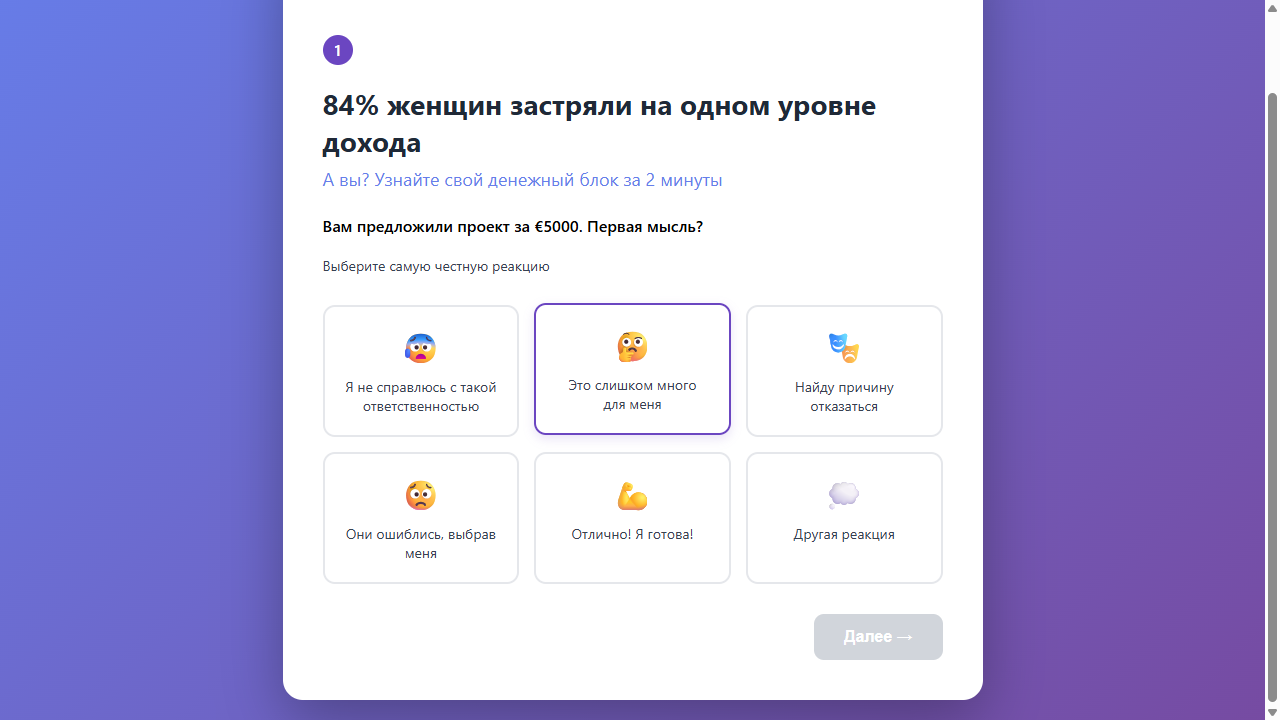 1
84% женщин застряли на одном уровне
дохода
А вы? Узнайте свой денежный блок за 2 минуты
Вам предложили проект за €5000. Первая мысль?
Выберите самую честную реакцию
Я не справлюсь с такой
ответственностью
Это слишком много
для меня
Найду причину
отказаться
Они ошиблись, выбрав
меня
Отлично! Я готова!
Другая реакция
Далее →